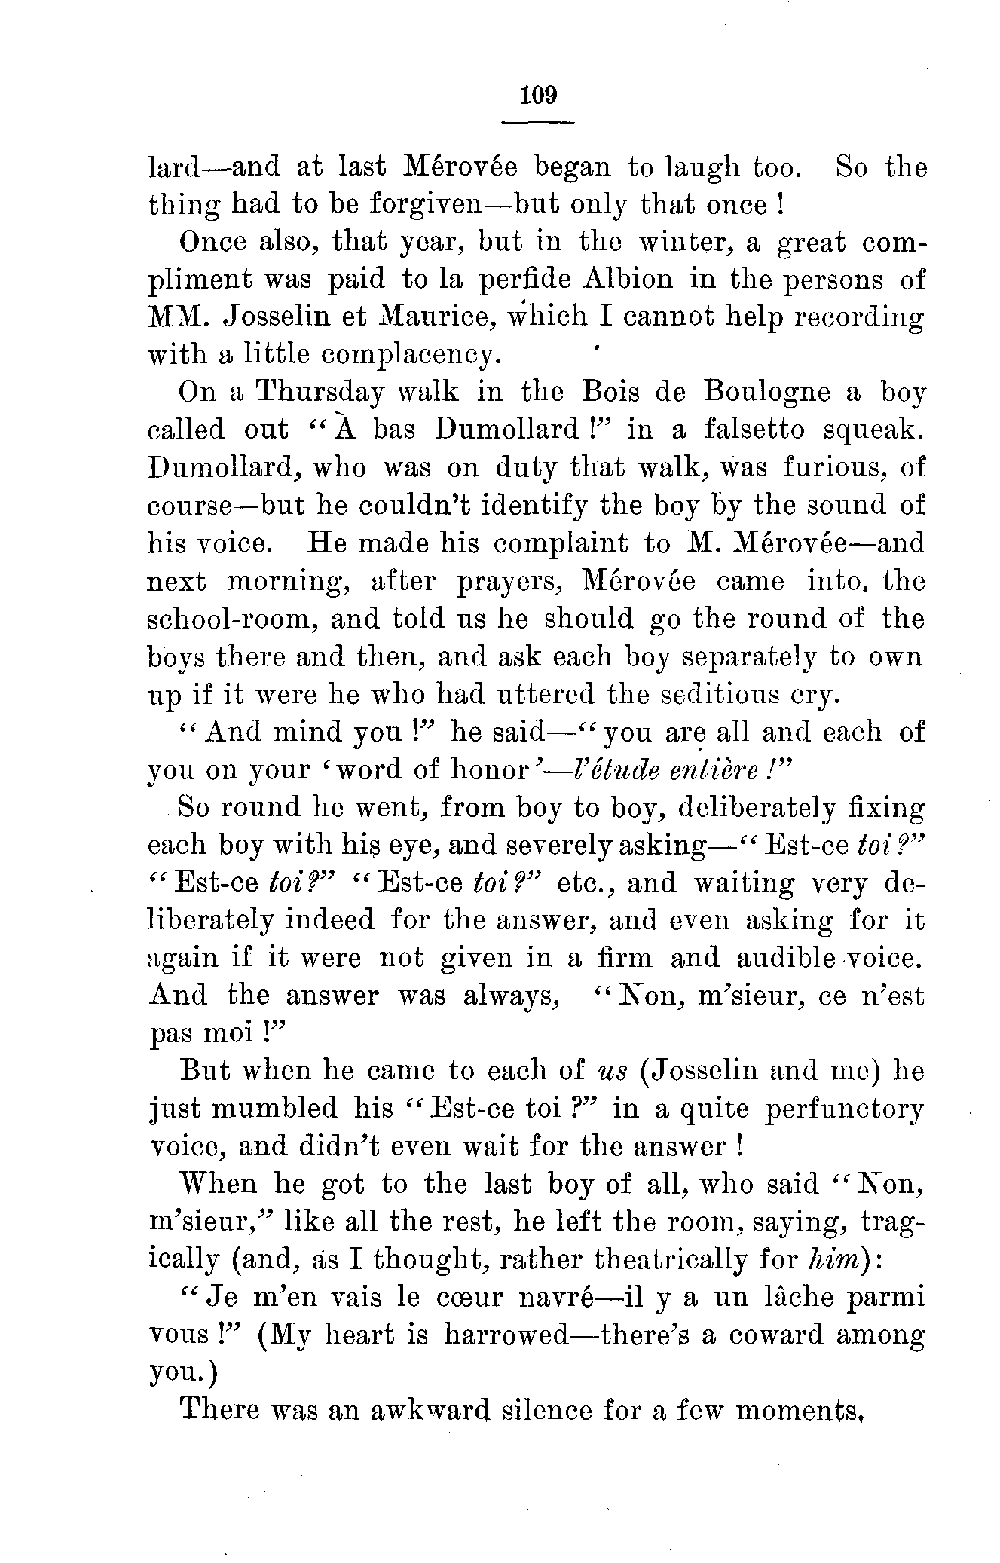 109
lard—and at last Mérovée began to laugh too. So the
thing had to be forgiven—but only that once !
Once also, that year, but in the winter, a great com-
pliment was paid to la perfide Albion in the persons of
MM. Josselin et Maurice, which I cannot help recording
with a little complacency.
On a Thursday walk in the Bois de Boulogne a boy
called out “À bas Dumollard !” in a falsetto squeak.
Dumollard, who was on duty that walk, was furious, of
course—but he couldn’t identify the boy by the sound of
his voice. He made his complaint to M. Mérovée—and
next morning, after prayers, Mérovée came into the
school-room, and told us he should go the round of the
boys there and then, and ask each boy separately to own
up if it were he who had uttered the seditious cry.
“And mind you !” he said—“you are all and each of
you on your ‘word of honor’—l’étude entière !”
So round he went, from boy to boy, deliberately fixing
each boy with his eye, and severely asking—“Est-ce toi ?”
“Est-ce toi ?” “Est-ce toi ?” etc., and waiting very de-
liberately indeed for the answer, and even asking for it
again if it were not given in a firm and audible voice.
And the answer was always, “Non, m’sieur, ce n’est
pas moi !”
But when he came to each of us (Josselin and me) he
just mumbled his “Est-ce toi ?” in a quite perfunctory
voice, and didn’t even wait for the answer !
When he got to the last boy of all, who said “Non,
m’sieur,” like all the rest, he left the room, saying, trag-
ically (and, as I thought, rather theatrically for him):
“Je m’en vais le cœur navré—il y a un lâche parmi
vous !” (My heart is harrowed—there’s a coward among
you.)
There was an awkward silence for a few moments.